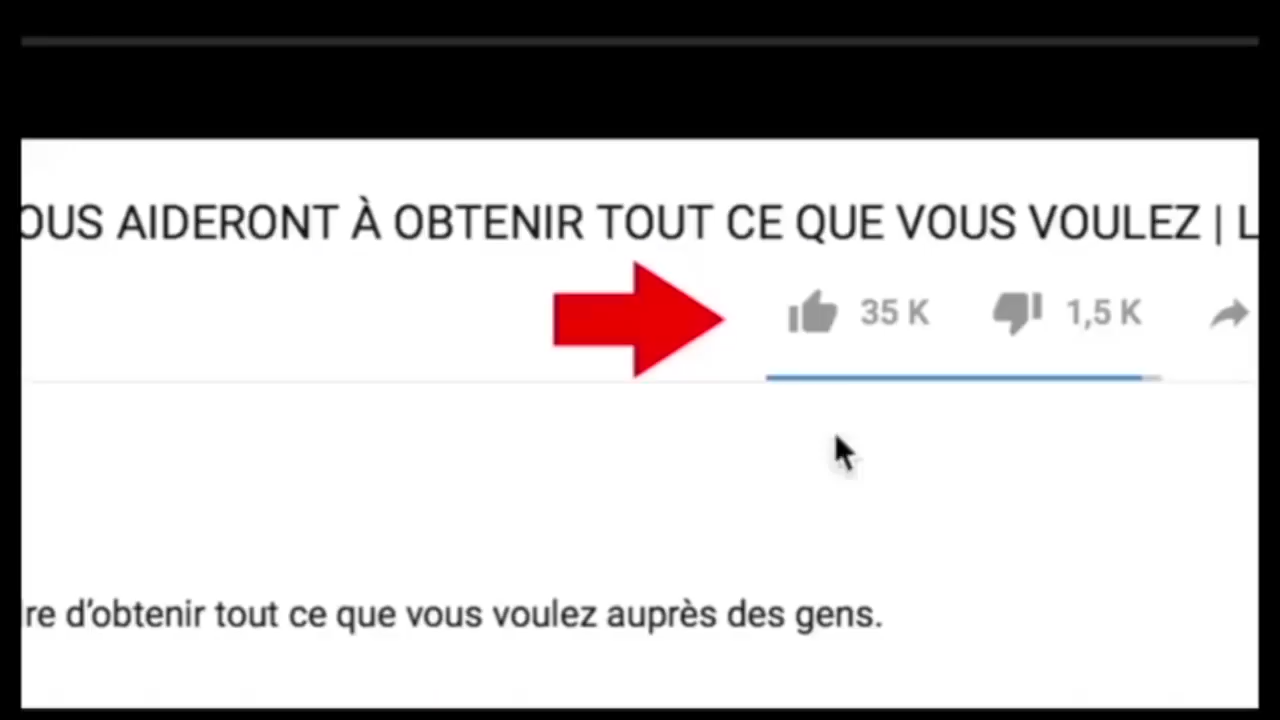 OUS AIDERONT À OBTENIR TOUT CE QUE VOUS VOULEZ | L
35 K 1,5 K
re d’obtenir tout ce que vous voulez auprès des gens.